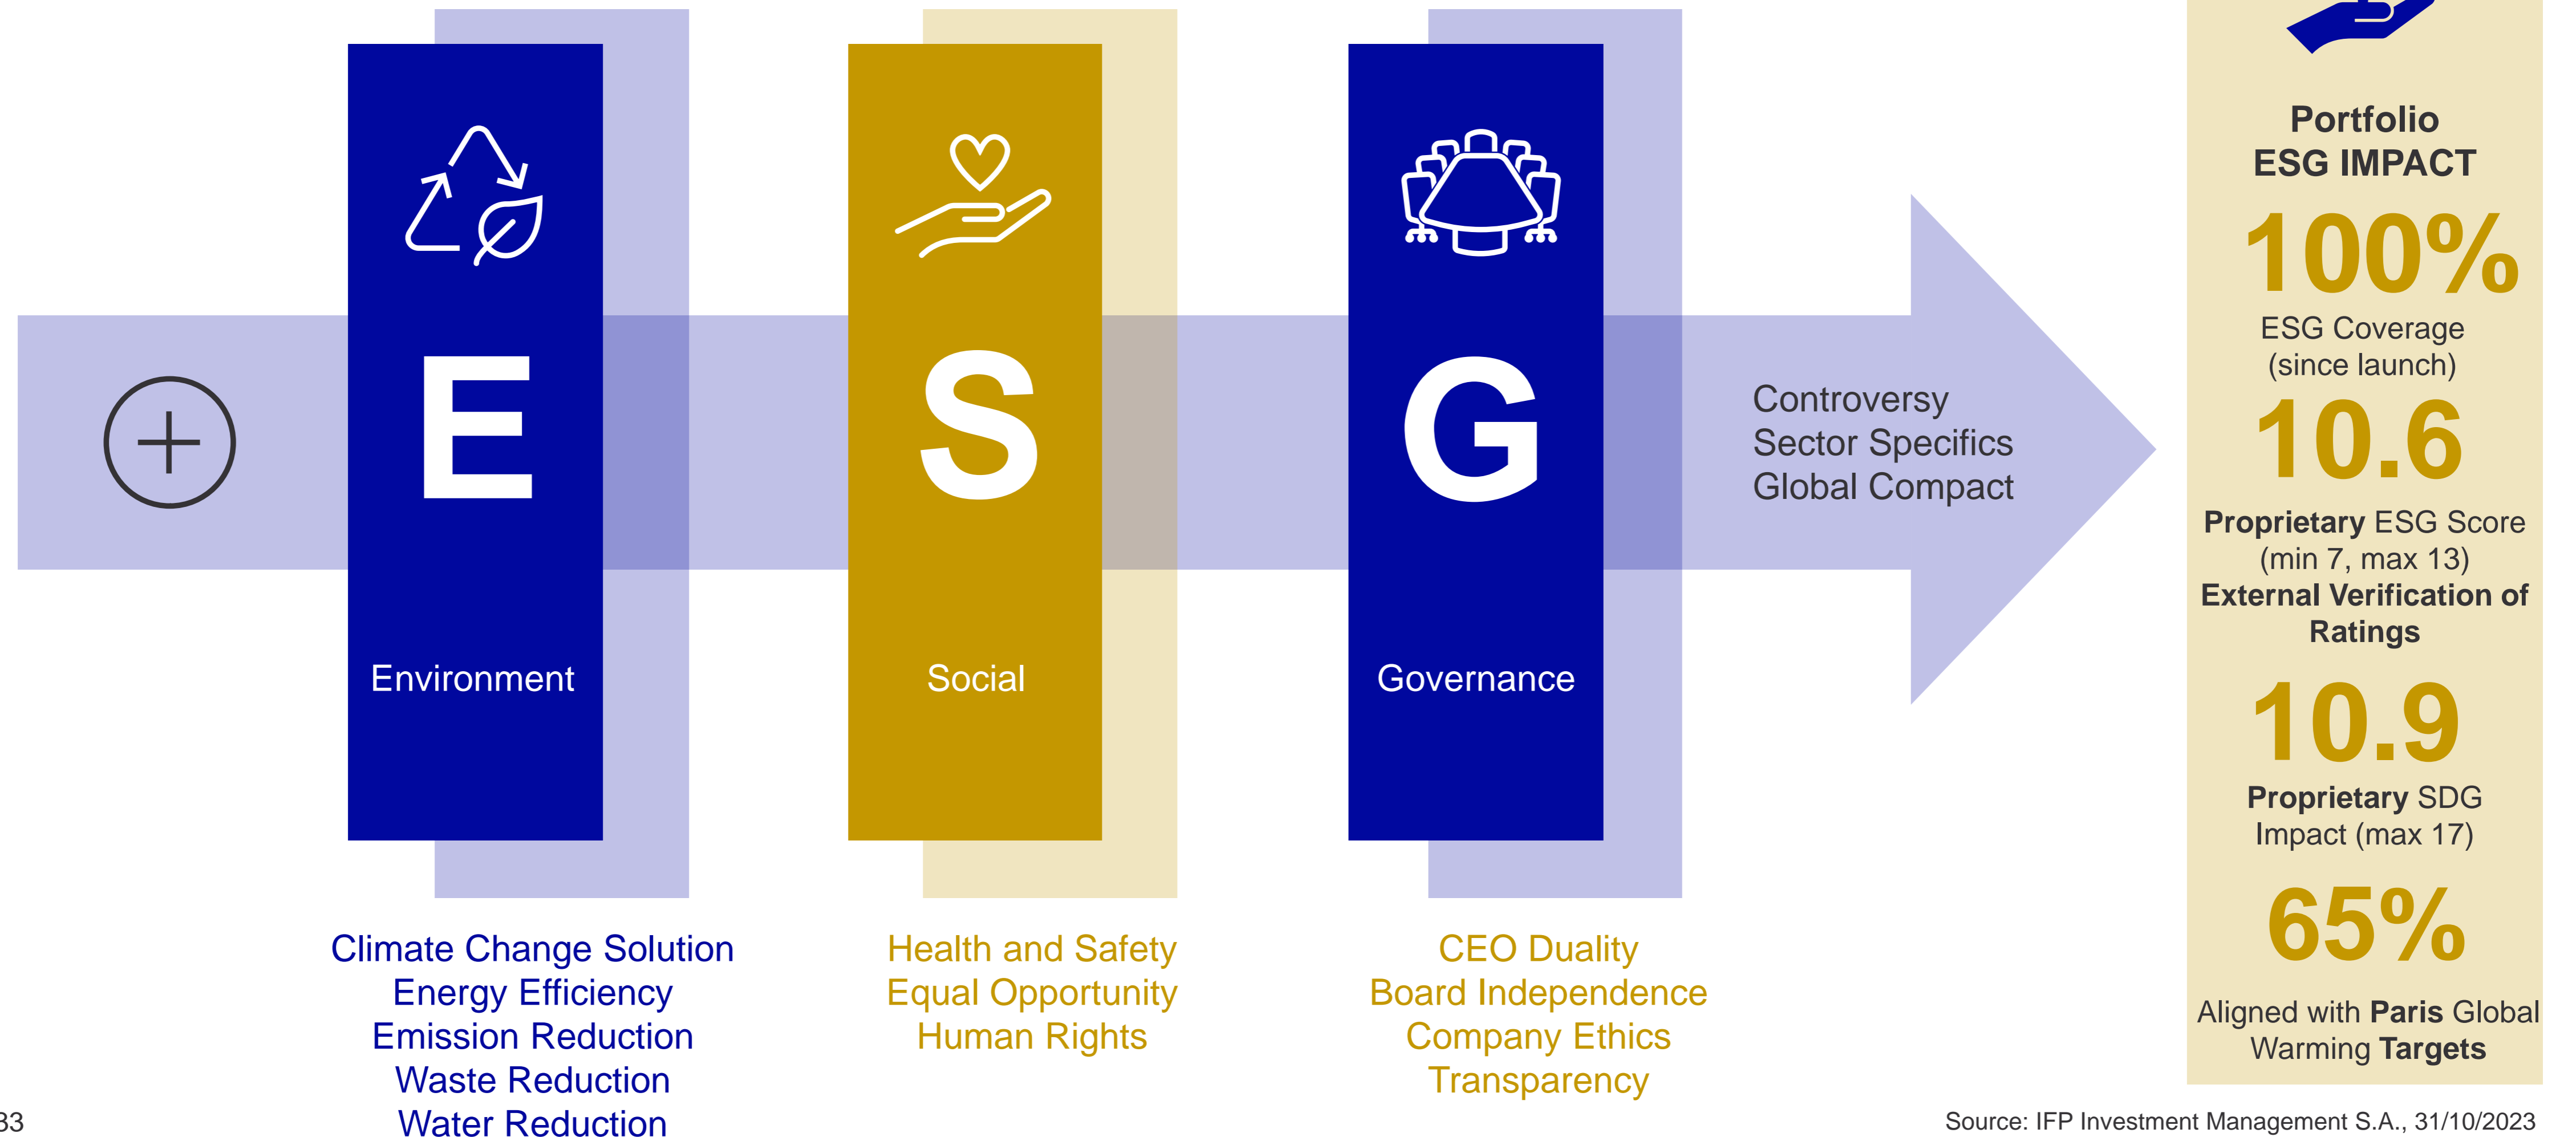 E
Environment
Climate Change Solution
Energy Efficiency
Emission Reduction
Waste Reduction
Water Reduction
S
Social
Health and Safety
Equal Opportunity
Human Rights
G
Governance
CEO Duality
Board Independence
Company Ethics
Transparency
Controversy
Sector Specifics
Global Compact
Portfolio
ESG IMPACT
100%
ESG Coverage
(since launch)
10.6
Proprietary ESG Score
(min 7, max 13)
External Verification of
Ratings
10.9
Proprietary SDG
Impact (max 17)
65%
Aligned with Paris Global
Warming Targets
33
Source: IFP Investment Management S.A., 31/10/2023